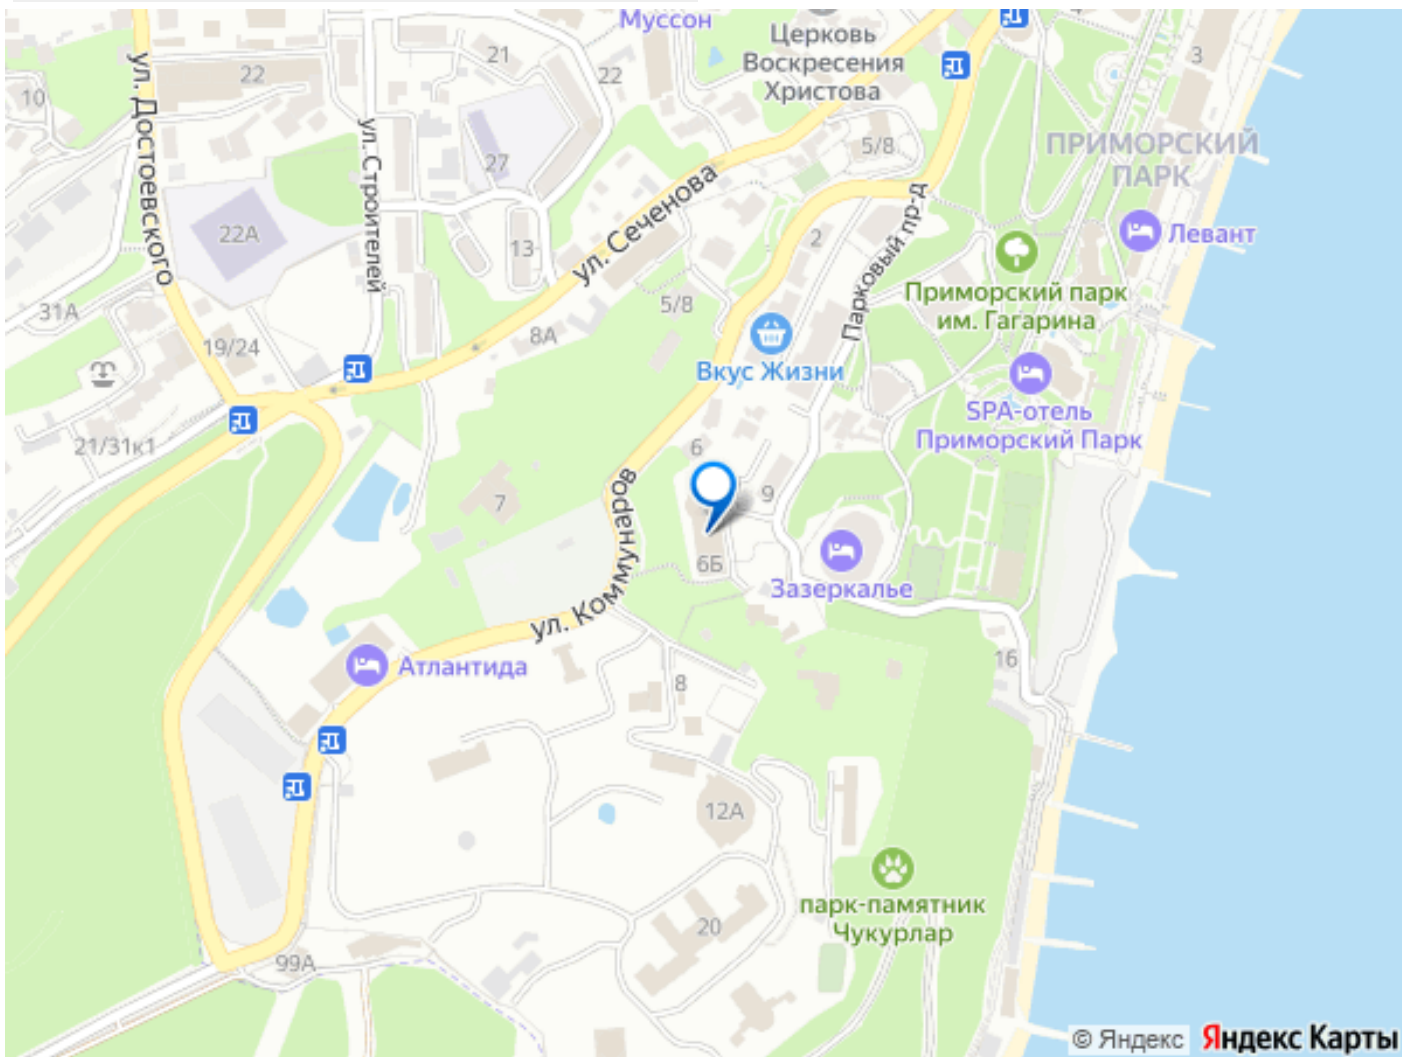 Муссон
Церковь
Воскресения
Христова
21
22
22
10
3
ул. Достоевского
ул. Строителей
27
5/8
ПРИМОРСКИЙ
ПАРК
ул. Сеченова
Парковый пр-д
22А
13
2
Левант
31А
5/8
8А
Приморский парк
им. Гагарина
19/24
Вкус Жизни
SPA-отель
Приморский Парк
21/31к1
6
7
9
ул. Коммунаров
6Б
Зазеркалье
Атлантида
8
16
12А
парк-памятник
Чукурлар
20
99А
© Яндекс Яндекс Карты